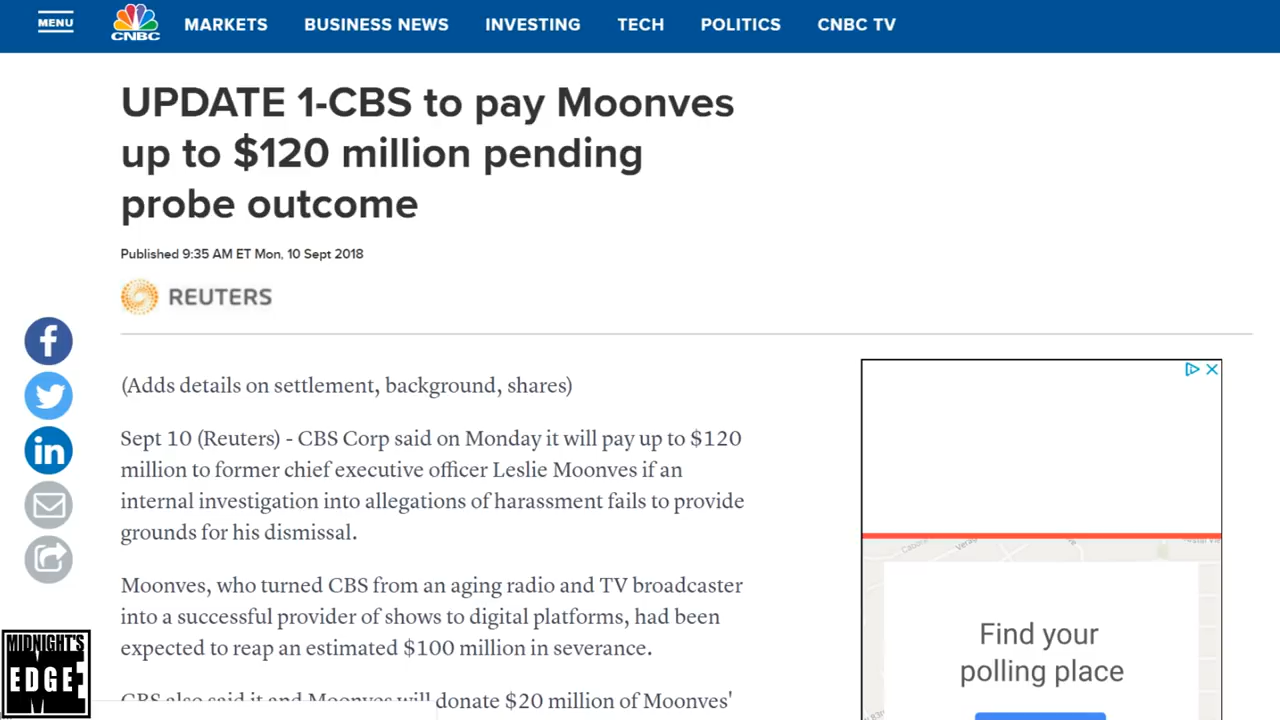 MENU
CNBC
MARKETS
BUSINESS NEWS
INVESTING
TECH
POLITICS
CNBC TV
UPDATE 1-CBS to pay Moonves
up to $120 million pending
probe outcome
Published 9:35 AM ET Mon, 10 Sept 2018
REUTERS
(Adds details on settlement, background, shares)
Sept 10 (Reuters) - CBS Corp said on Monday it will pay up to $120
million to former chief executive officer Leslie Moonves if an
internal investigation into allegations of harassment fails to provide
grounds for his dismissal.
Moonves, who turned CBS from an aging radio and TV broadcaster
into a successful provider of shows to digital platforms, had been
expected to reap an estimated $100 million in severance.
CBS also said it and Moonves will donate $20 million of Moonves'
Find your
polling place
MIDNIGHT'S
EDGE